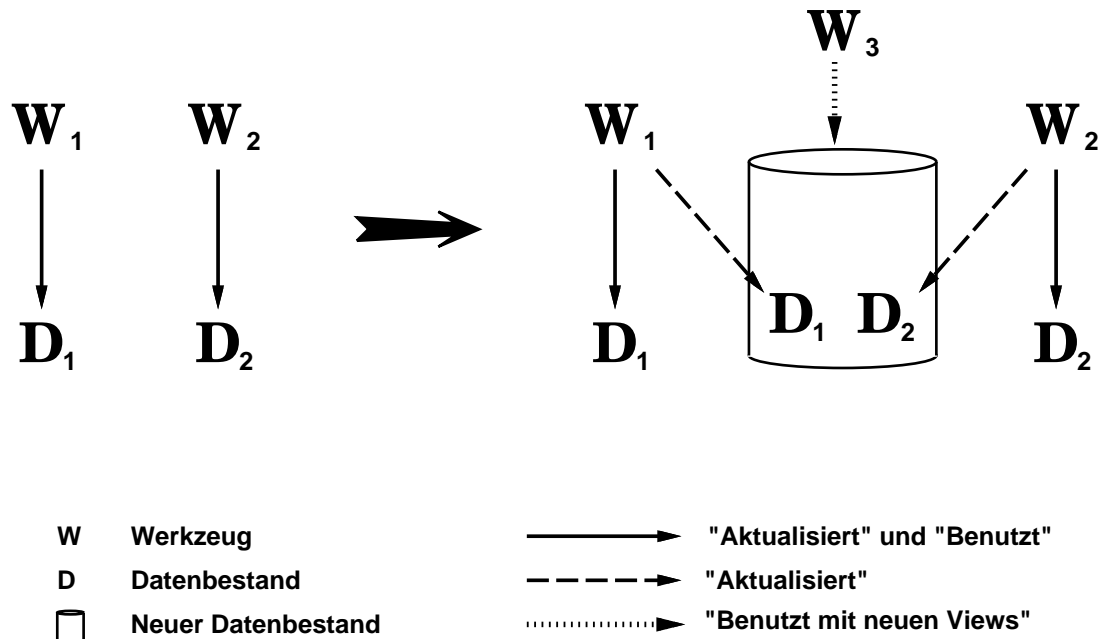 W3
W1 W2 W1 W2
D1 D2
D1 D2 D1 D2
W Werkzeug "Aktualisiert" und "Benutzt"
D Datenbestand "Aktualisiert"
Neuer Datenbestand "Benutzt mit neuen Views"